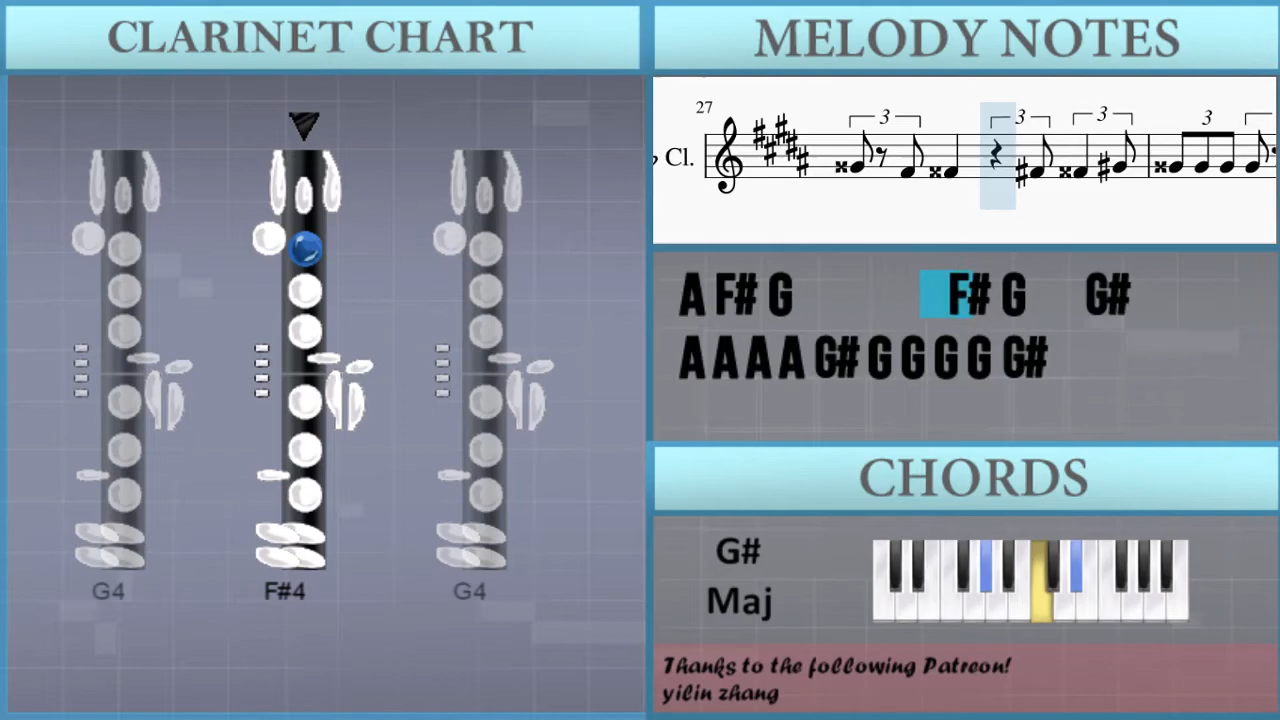 CLARINET CHART
G4 F#4 G4
MELODY NOTES
27
3 3 3 3
Cl.
A F# G F# G G#
A A A A G# G G G G G#
CHORDS
G#
Maj
Thanks to the following Patreon!
yilin zhang